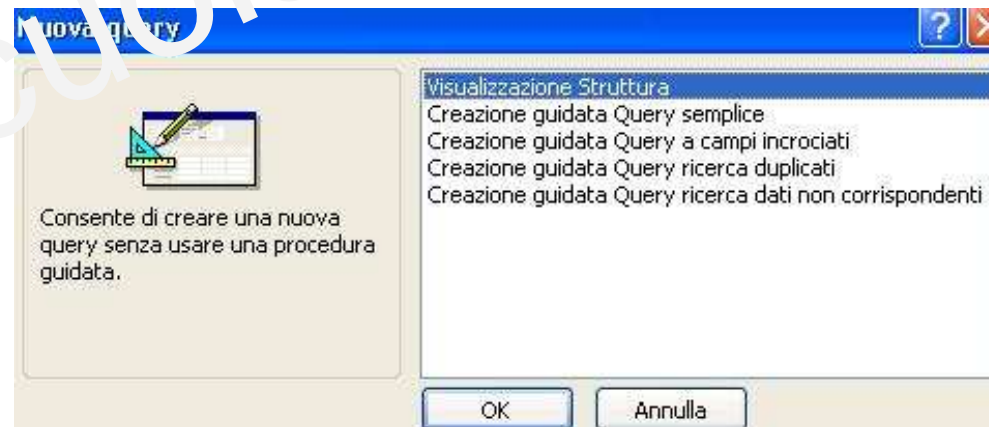 Nuova query
Visualizzazione Struttura
Creazione guidata Query semplice
Creazione guidata Query a campi incrociati
Creazione guidata Query ricerca duplicati
Creazione guidata Query ricerca dati non corrispondenti
Consente di creare una nuova
query senza usare una procedura
guidata.
OK
Annulla